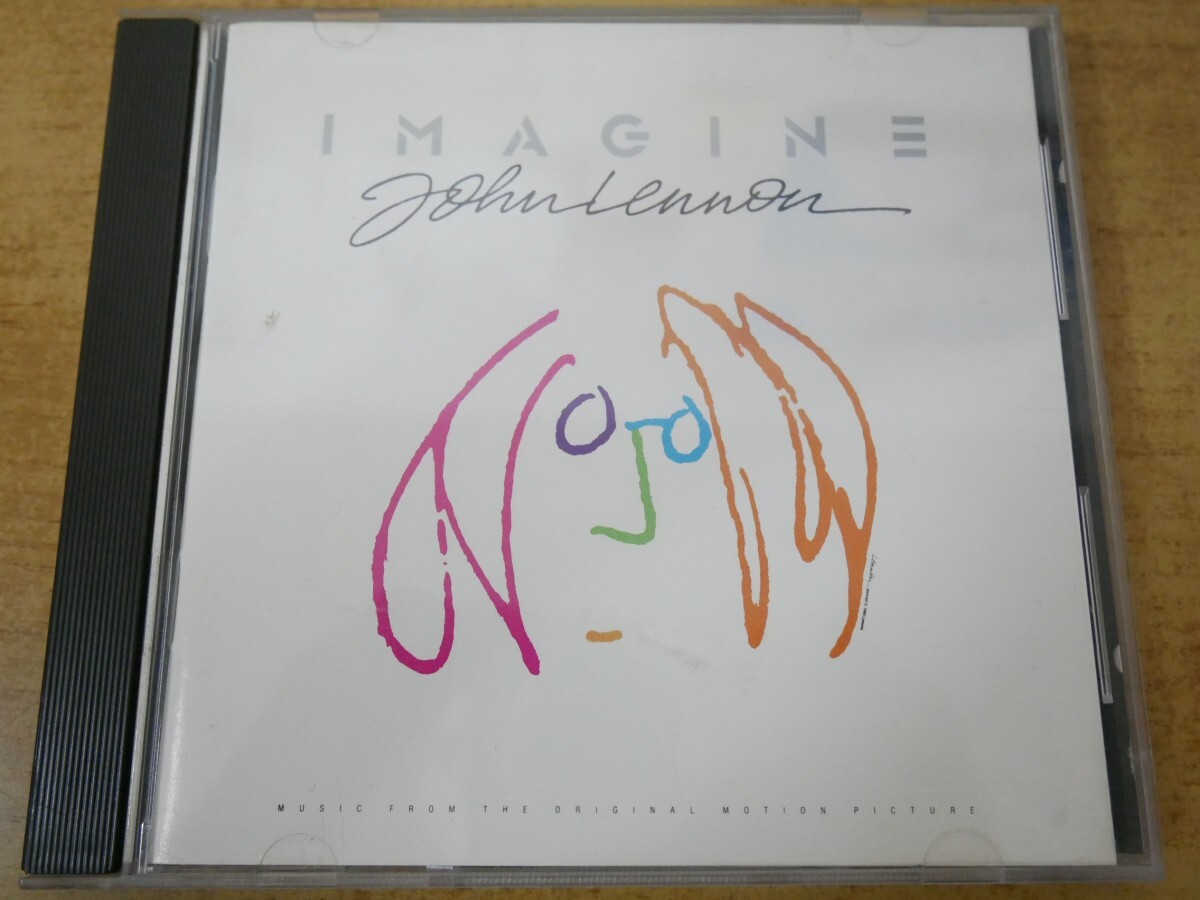 IMAGINE
John Lennon
MUSIC FROM THE ORIGINAL MOTION PICTURE